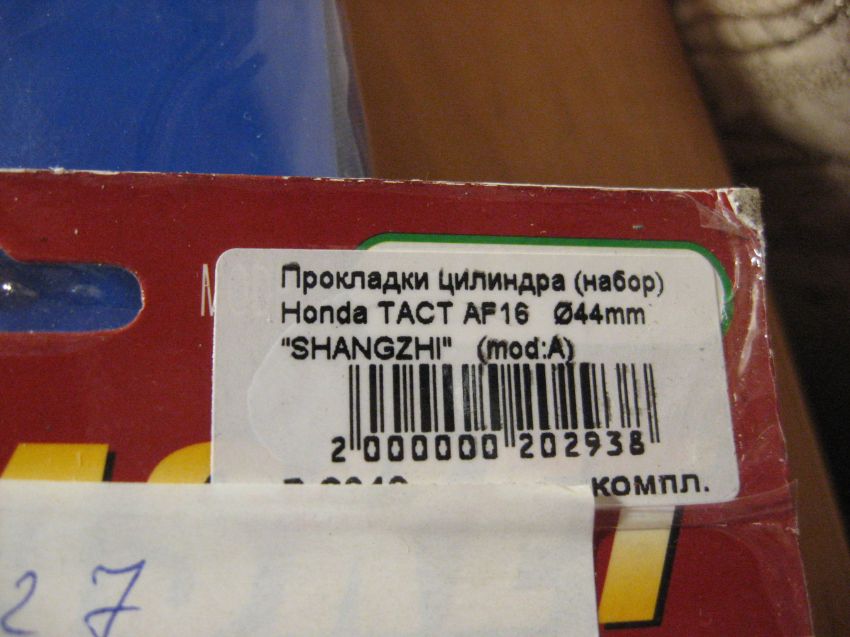 Прокладки цилиндра (набор)
Honda TACT AF16 Ø44mm
"SHANGZHI" (mod:A)
2 000000 202938
компл.
27